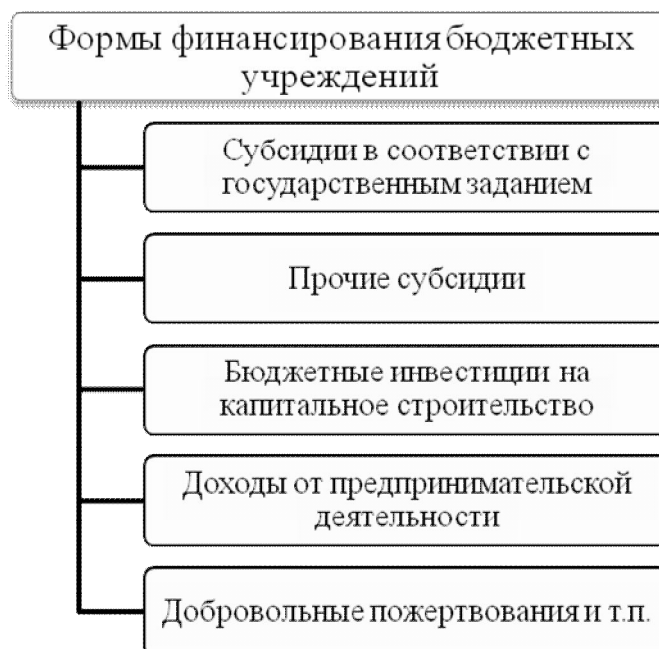 Формы финансирования бюджетных
учреждений
Субсидии в соответствии с
государственным заданием
Прочие субсидии
Бюджетные инвестиции на
капитальное строительство
Доходы от предпринимательской
деятельности
Добровольные пожертвования и т.п.